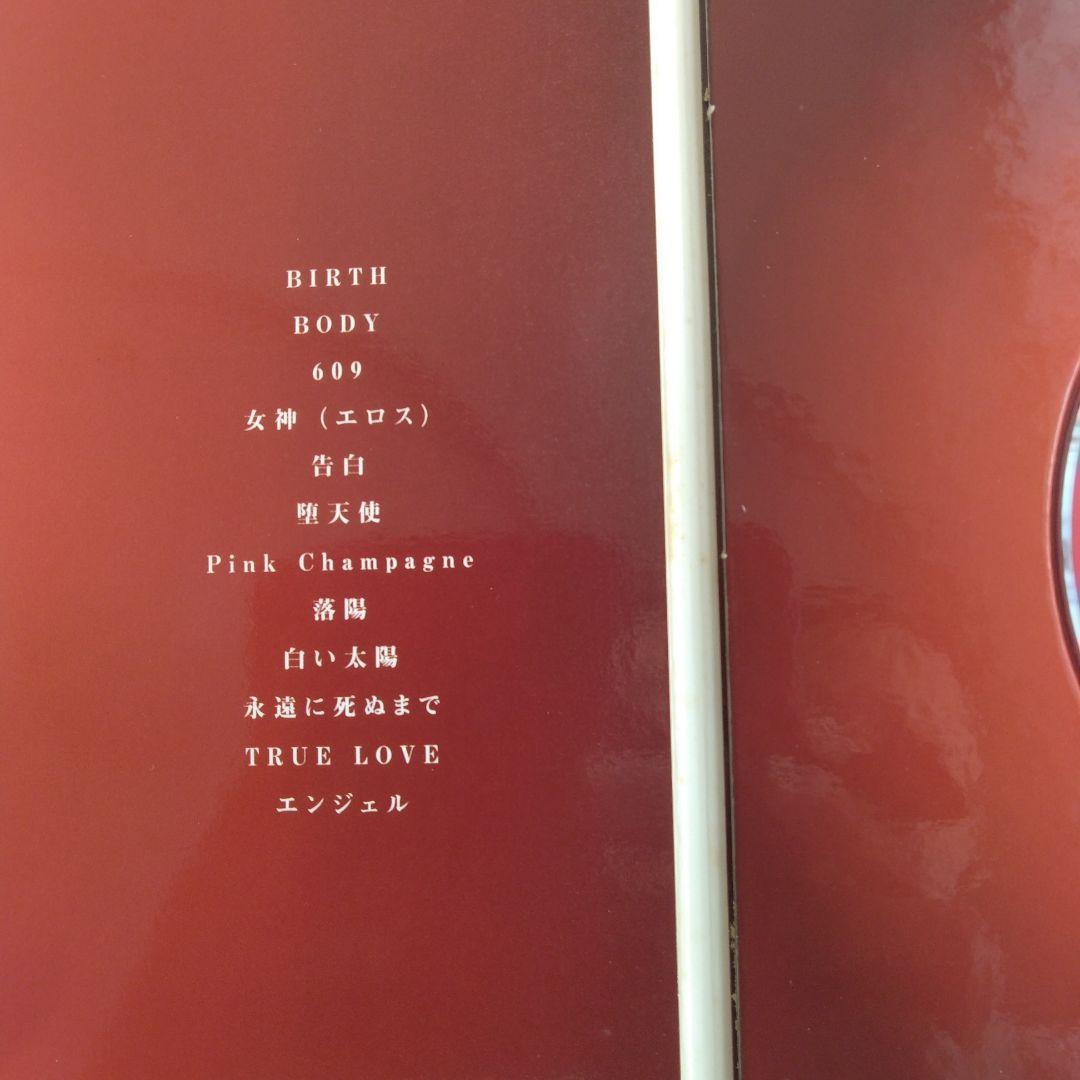 BIRTH
BODY
609
女神（エロス）
告白
堕天使
Pink Champagne
落陽
白い太陽
永遠に死ぬまで
TRUE LOVE
エンジェル